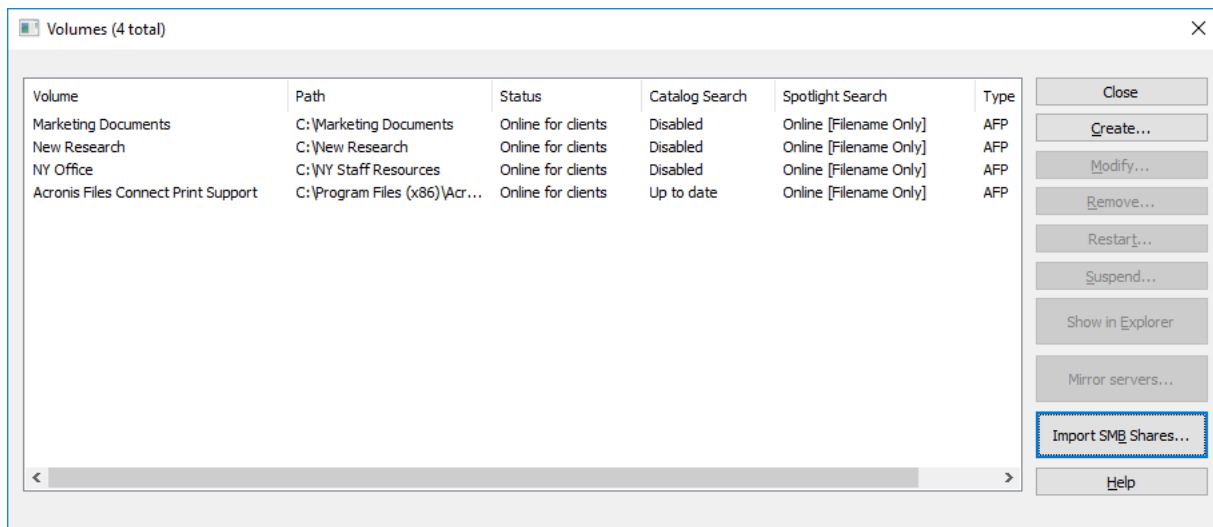 Volumes (4 total)
Volume Path Status Catalog Search Spotlight Search Type
Marketing Documents C:\Marketing Documents Online for clients Disabled Online [Filename Only] AFP
New Research C:\New Research Online for clients Disabled Online [Filename Only] AFP
NY Office C:\NY Staff Resources Online for clients Disabled Online [Filename Only] AFP
Acronis Files Connect Print Support C:\Program Files (x86)\Acr... Online for clients Up to date Online [Filename Only] AFP
Close
Create...
Modify...
Remove...
Restart...
Suspend...
Show in Explorer
Mirror servers...
Import SMB Shares...
Help